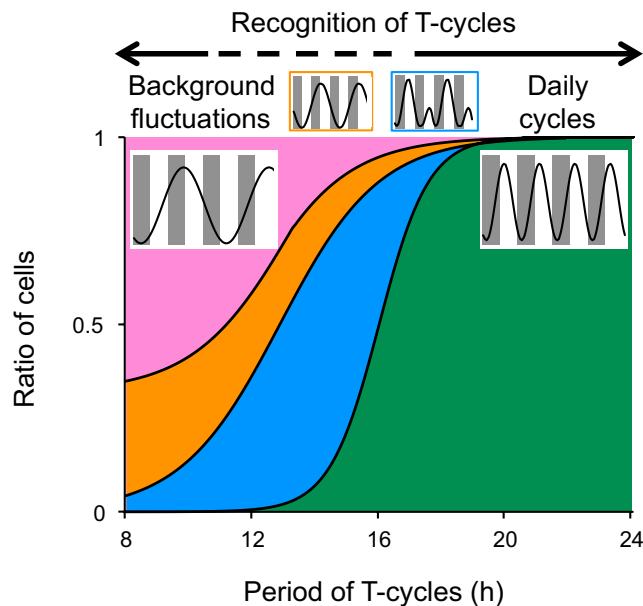 Recognition of T-cycles
Background
fluctuations
Daily
cycles
1
0.5
0
Ratio of cells
8
12
16
20
24
Period of T-cycles (h)